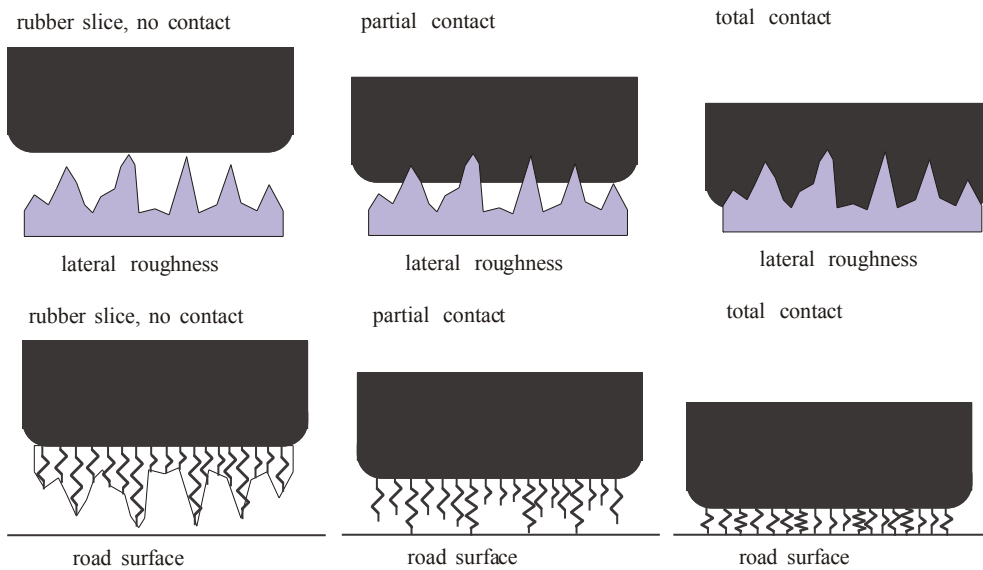 rubber slice, no contact
partial contact
total contact
lateral roughness
lateral roughness
lateral roughness
rubber slice, no contact
partial contact
total contact
road surface
road surface
road surface